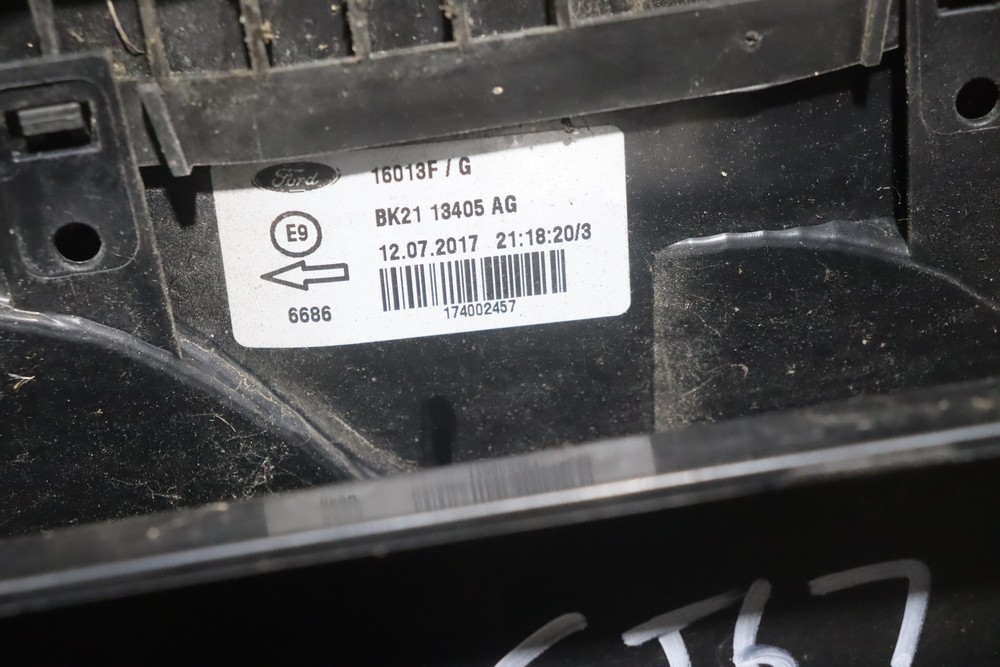 Ford 16013F / G
E9 BK21 13405 AG
12.07.2017 21:18:20/3
6686 174002457